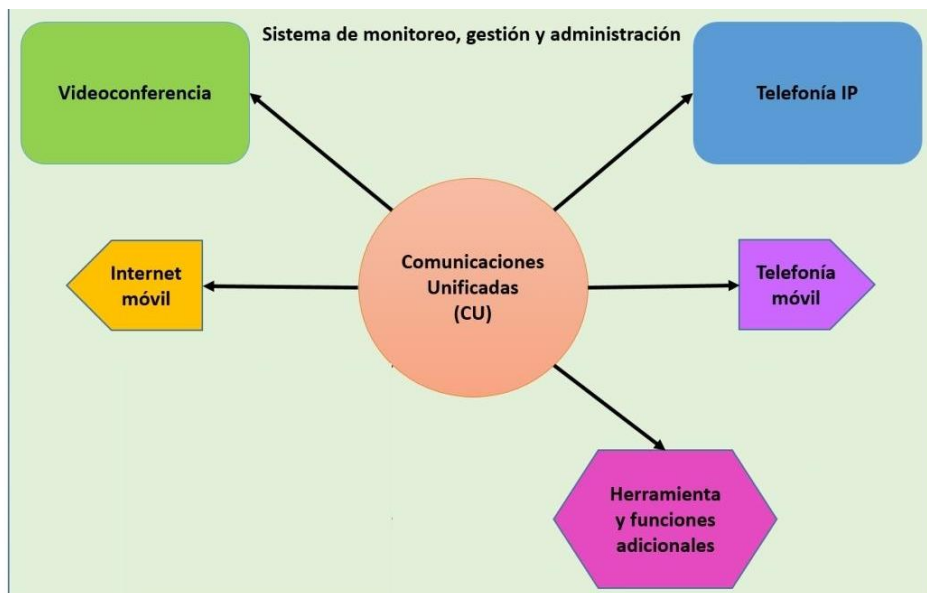 Sistema de monitoreo, gestión y administración
Videoconferencia
Telefonía IP
Comunicaciones
Unificadas
(CU)
Internet
móvil
Telefonía
móvil
Herramienta
y funciones
adicionales